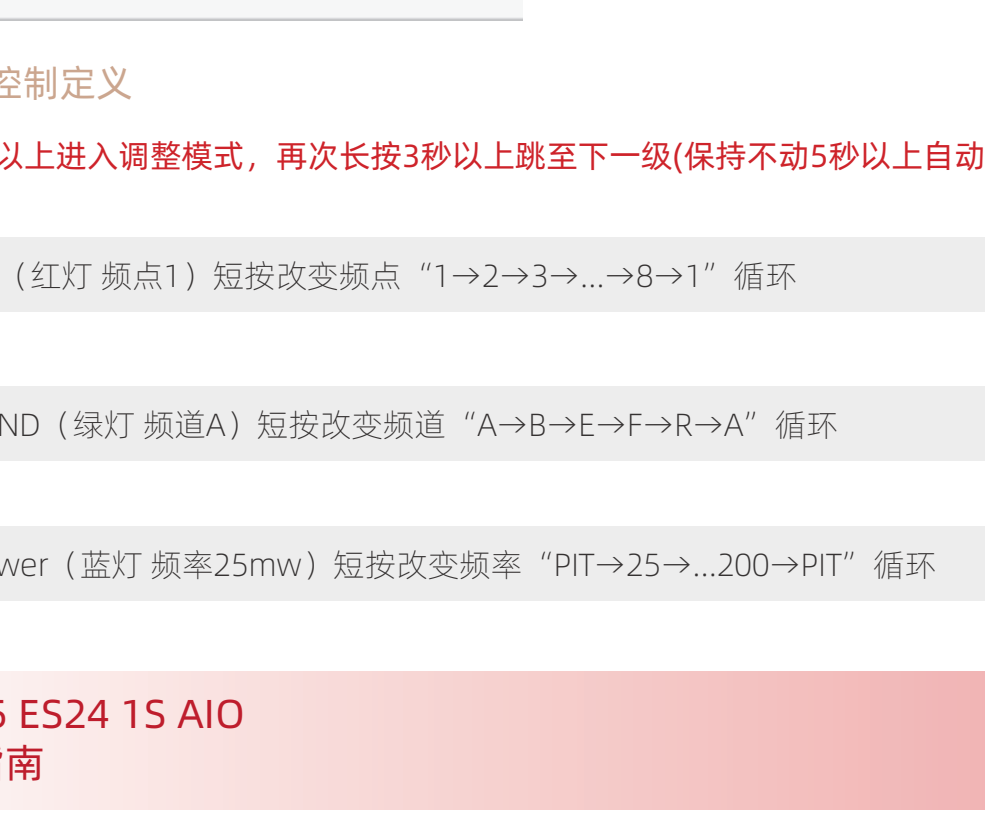 控制定义
以上进入调整模式，再次长按3秒以上跳至下一级(保持不动5秒以上自动
（红灯 频点1）短按改变频点“1→2→3→...→8→1”循环
ND（绿灯 频道A）短按改变频道“A→B→E→F→R→A”循环
wer（蓝灯 频率25mw）短按改变频率“PIT→25→...200→PIT”循环
ES24 1S AIO
南